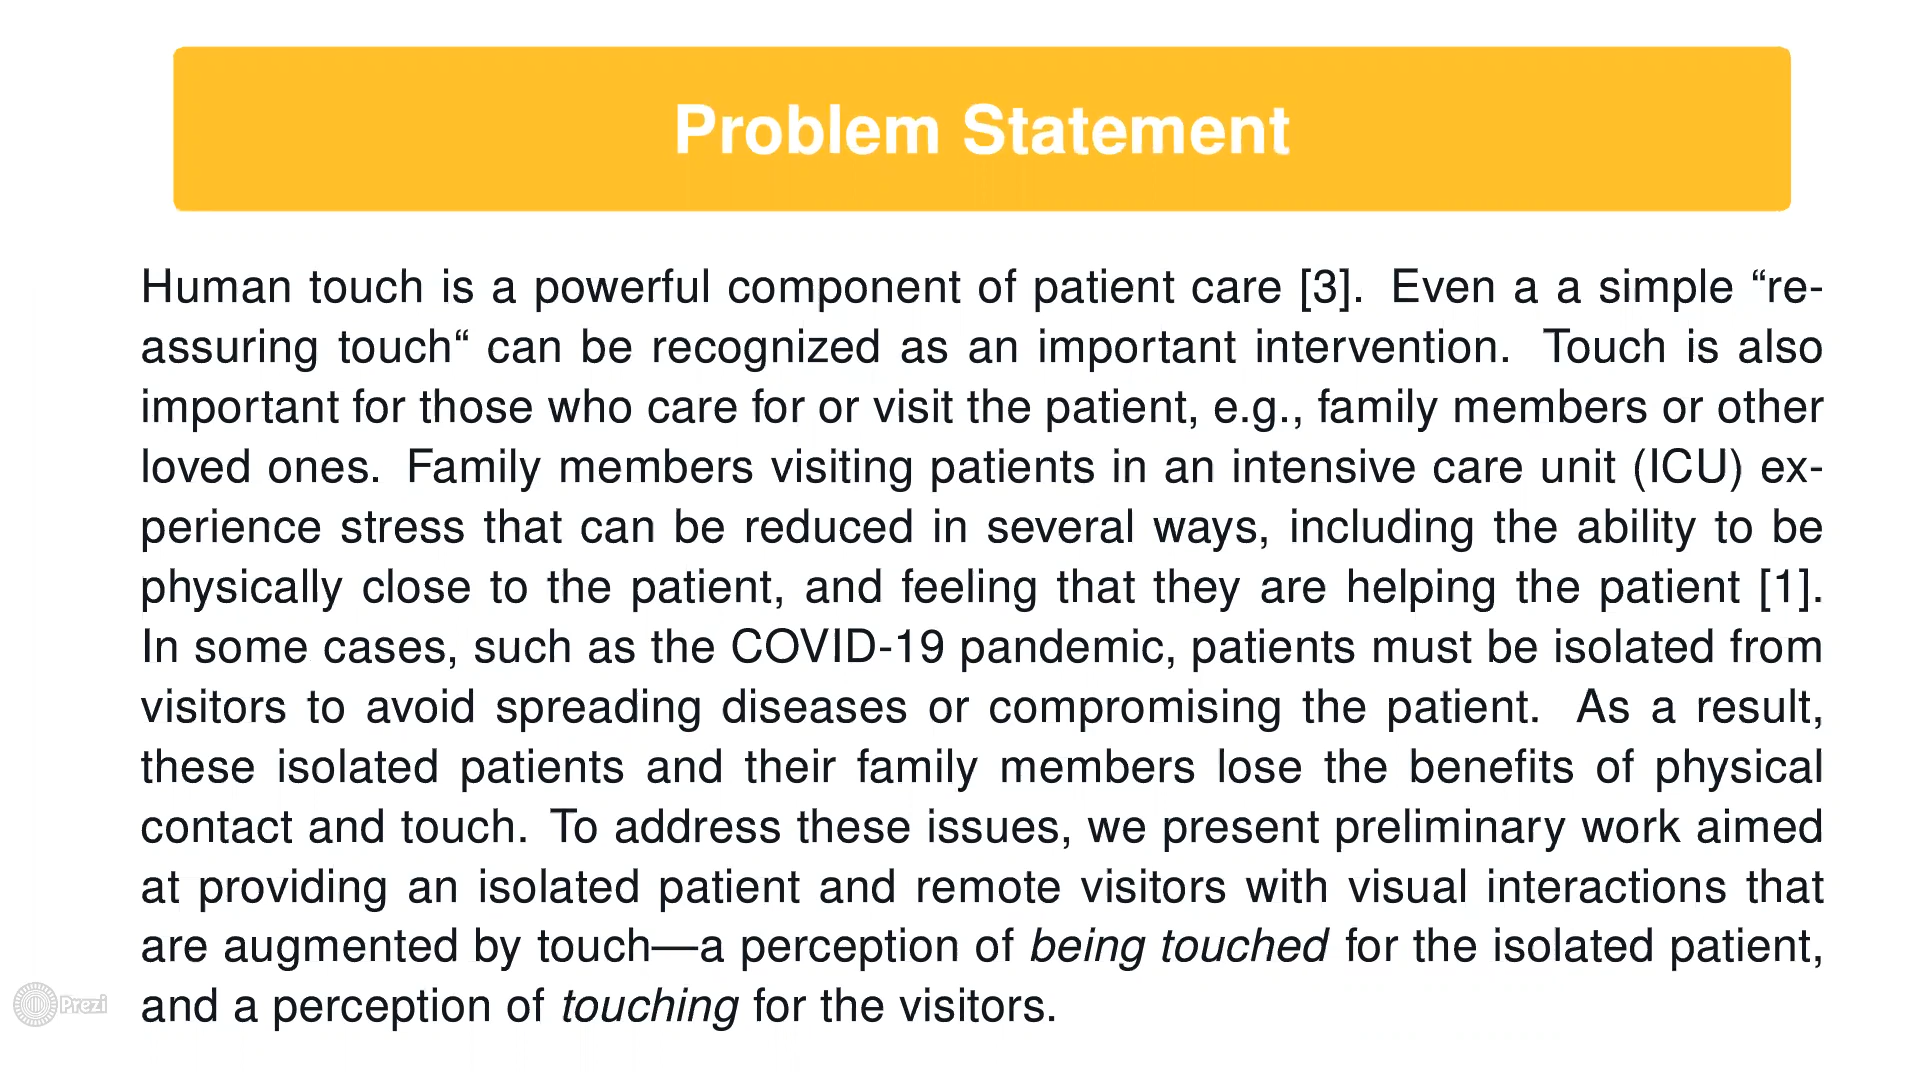 Problem Statement
Human touch is a powerful component of patient care [3]. Even a a simple “re-
assuring touch“ can be recognized as an important intervention. Touch is also
important for those who care for or visit the patient, e.g., family members or other
loved ones. Family members visiting patients in an intensive care unit (ICU) ex-
perience stress that can be reduced in several ways, including the ability to be
physically close to the patient, and feeling that they are helping the patient [1].
In some cases, such as the COVID-19 pandemic, patients must be isolated from
visitors to avoid spreading diseases or compromising the patient. As a result,
these isolated patients and their family members lose the benefits of physical
contact and touch. To address these issues, we present preliminary work aimed
at providing an isolated patient and remote visitors with visual interactions that
are augmented by touch—a perception of being touched for the isolated patient,
and a perception of touching for the visitors.
Prezi